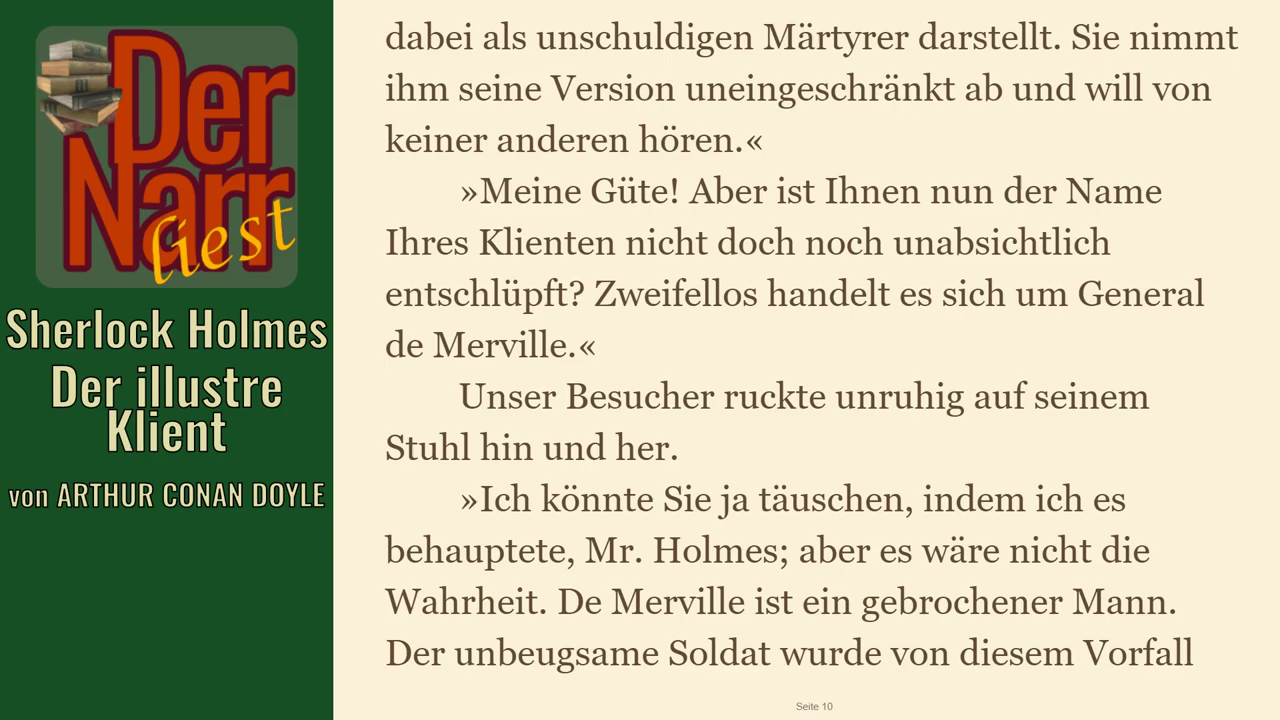 Der
Narr
liest
Sherlock Holmes
Der illustre
Klient
von ARTHUR CONAN DOYLE
dabei als unschuldigen Märtyrer darstellt. Sie nimmt
ihm seine Version uneingeschränkt ab und will von
keiner anderen hören.«
»Meine Güte! Aber ist Ihnen nun der Name
Ihres Klienten nicht doch noch unabsichtlich
entschlüpft? Zweifellos handelt es sich um General
de Merville.«
Unser Besucher ruckte unruhig auf seinem
Stuhl hin und her.
»Ich könnte Sie ja täuschen, indem ich es
behauptete, Mr. Holmes; aber es wäre nicht die
Wahrheit. De Merville ist ein gebrochener Mann.
Der unbeugsame Soldat wurde von diesem Vorfall
Seite 10